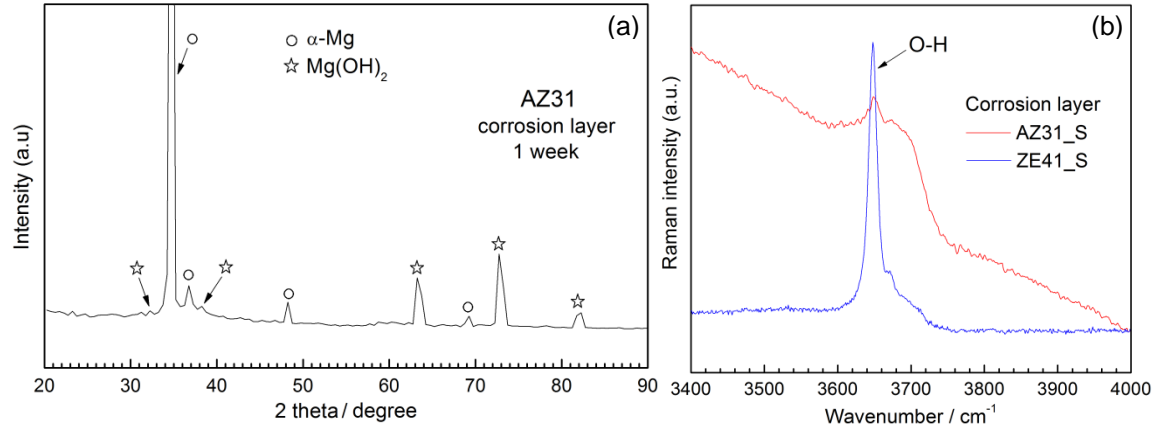 (a)
α-Mg
Mg(OH)2
AZ31
corrosion layer
1 week
Intensity (a.u)
20 30 40 50 60 70 80 90
2 theta / degree
(b)
O-H
Corrosion layer
AZ31_S
ZE41_S
Raman intensity (a.u.)
3400 3500 3600 3700 3800 3900 4000
Wavenumber / cm-1